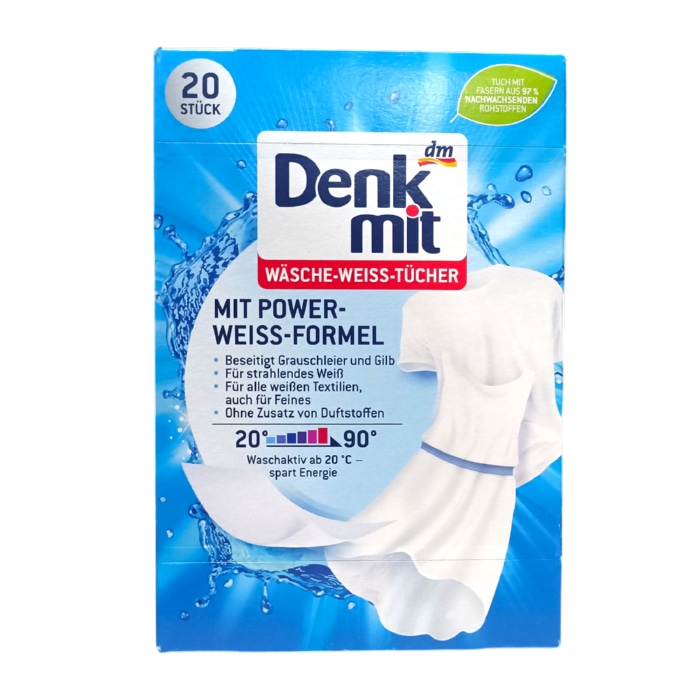 20
STÜCK
TUCH MIT
FASERN AUS 97 %
NACHWACHSENDEN
ROHSTOFFEN
dm
Denk
mit
WÄSCHE-WEISS-TÜCHER
MIT POWER-
WEISS-FORMEL
• Beseitigt Grauschleier und Gilb
• Für strahlendes Weiß
• Für alle weißen Textilien,
auch für Feines
• Ohne Zusatz von Duftstoffen
20° 90°
Waschaktiv ab 20 °C –
spart Energie